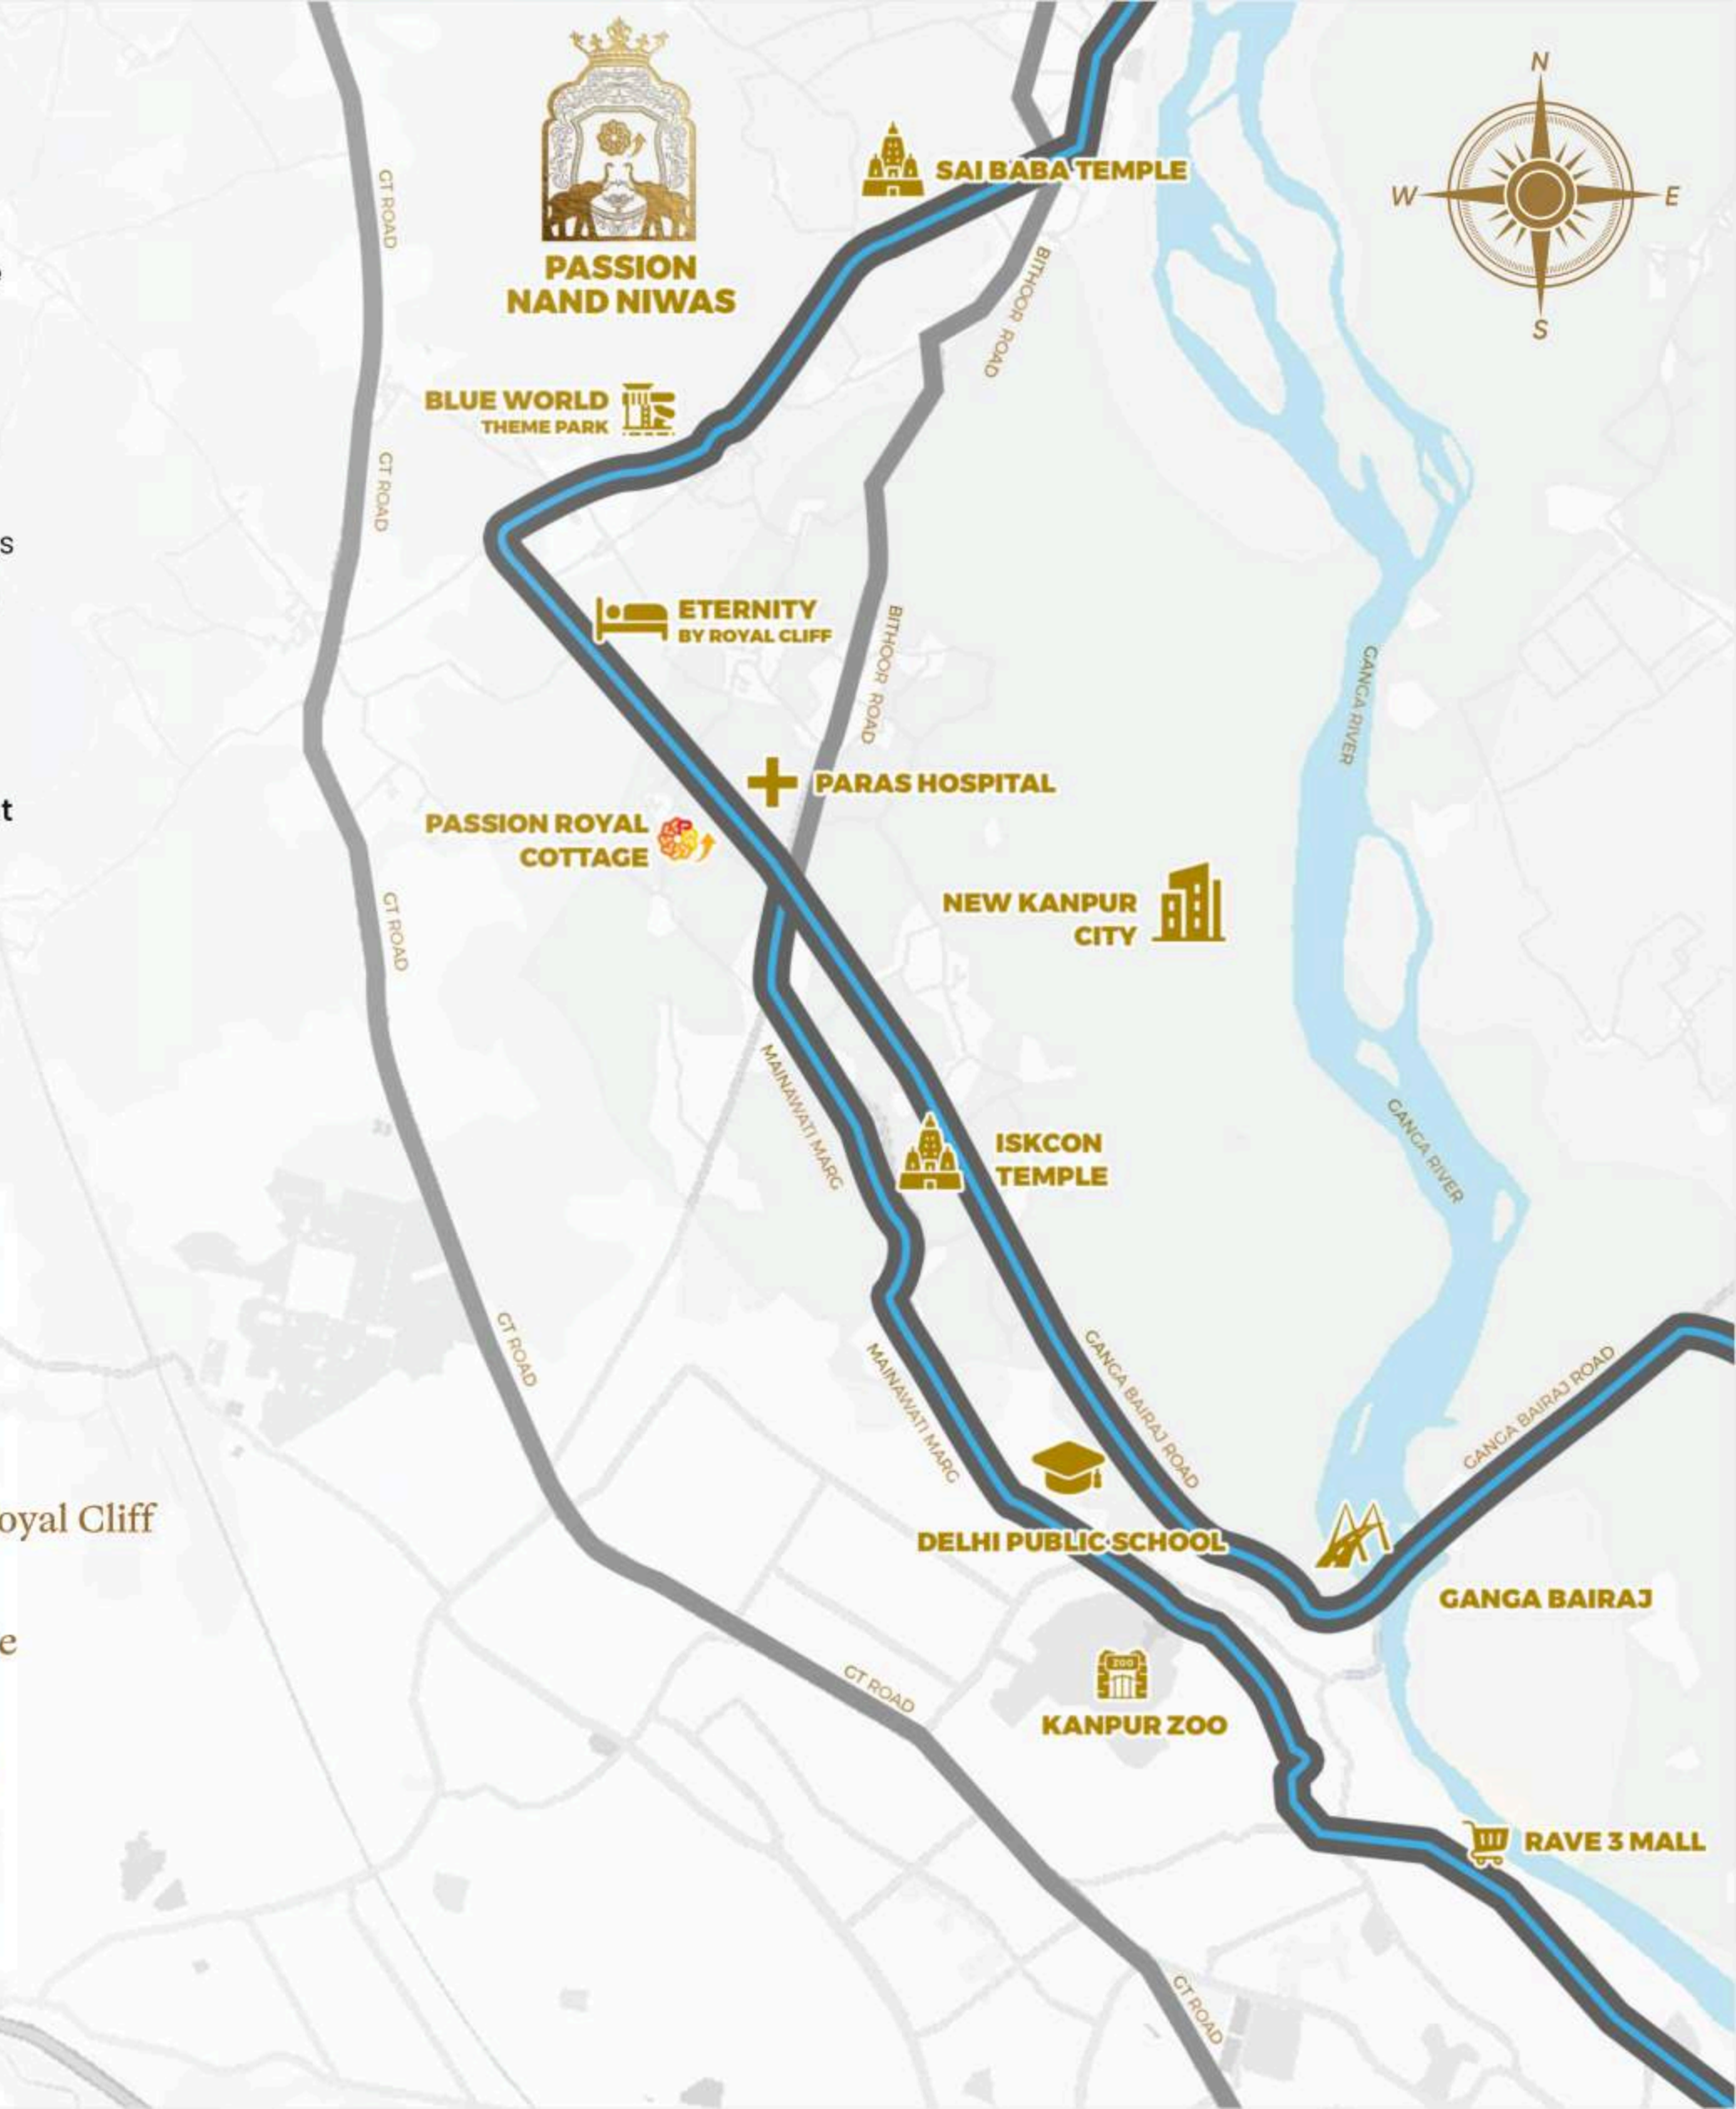 N
W
E
S
GT ROAD
SAI BABA TEMPLE
PASSION
NAND NIWAS
BITHOOR ROAD
BLUE WORLD
THEME PARK
GT ROAD
s
ETERNITY
BY ROYAL CLIFF
BITHOOR ROAD
GANGA RIVER
PARAS HOSPITAL
t
PASSION ROYAL
COTTAGE
NEW KANPUR
CITY
GT ROAD
MAINAWATI MARG
ISKCON
TEMPLE
GANGA RIVER
GT ROAD
MAINAWATI MARG
GANGA BAIRAJ ROAD
GANGA BAIRAJ ROAD
oyal Cliff
DELHI PUBLIC SCHOOL
GANGA BAIRAJ
e
ZOO
KANPUR ZOO
GT ROAD
RAVE 3 MALL
GT ROAD